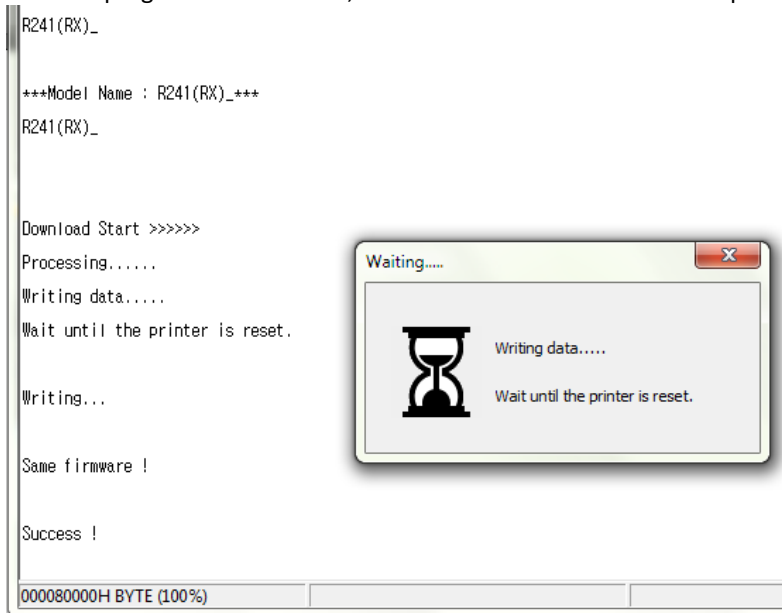 R241(RX)_
***Model Name : R241(RX)_***
R241(RX)_
Download Start >>>>>>
Processing......
Writing data.....
Wait until the printer is reset.
Writing...
Same firmware !
Success !
Waiting.....
Writing data.....
Wait until the printer is reset.
000080000H BYTE (100%)